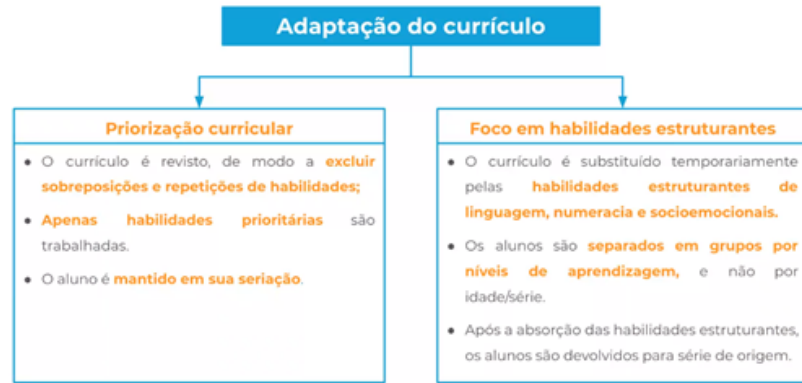 Adaptação do currículo
Priorização curricular
● O currículo é revisto, de modo a excluir
sobreposições e repetições de habilidades;
● Apenas habilidades prioritárias são
trabalhadas.
● O aluno é mantido em sua seriação.
Foco em habilidades estruturantes
● O currículo é substituído temporariamente
pelas habilidades estruturantes de
linguagem, numeracia e socioemocionais.
● Os alunos são separados em grupos por
níveis de aprendizagem, e não por
idade/série.
● Após a absorção das habilidades estruturantes,
os alunos são devolvidos para série de origem.